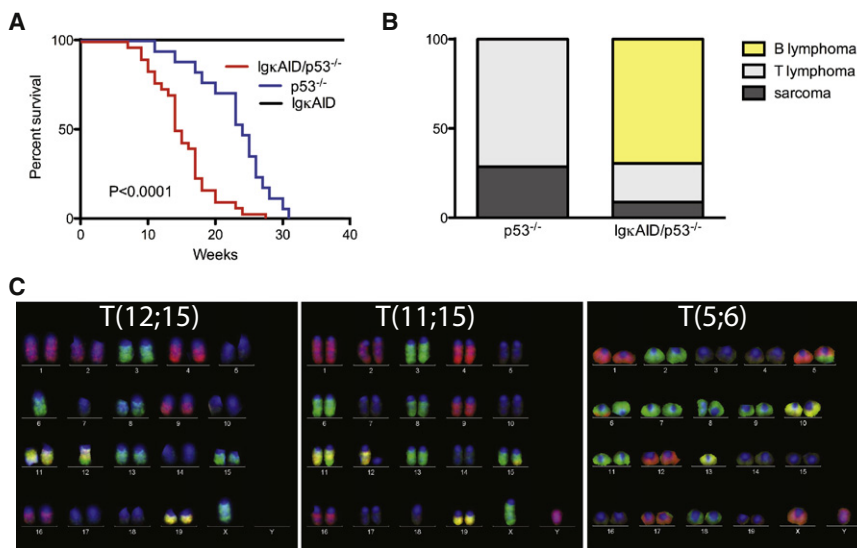 A
B
100
50
0
Percent survival
IgκAID/p53-/-
p53-/-
IgκAID
P<0.0001
0 10 20 30 40
Weeks
100
50
0
p53-/- IgκAID/p53-/-
B lymphoma
T lymphoma
sarcoma
C
T(12;15)
1 2 3 4 5
6 7 8 9 10
11 12 13 14 15
16 17 18 19 X Y
T(11;15)
1 2 3 4 5
6 7 8 9 10
11 12 13 14 15
16 17 18 19 X Y
T(5;6)
1 2 3 4 5
6 7 8 9 10
11 12 13 14 15
16 17 18 19 X Y